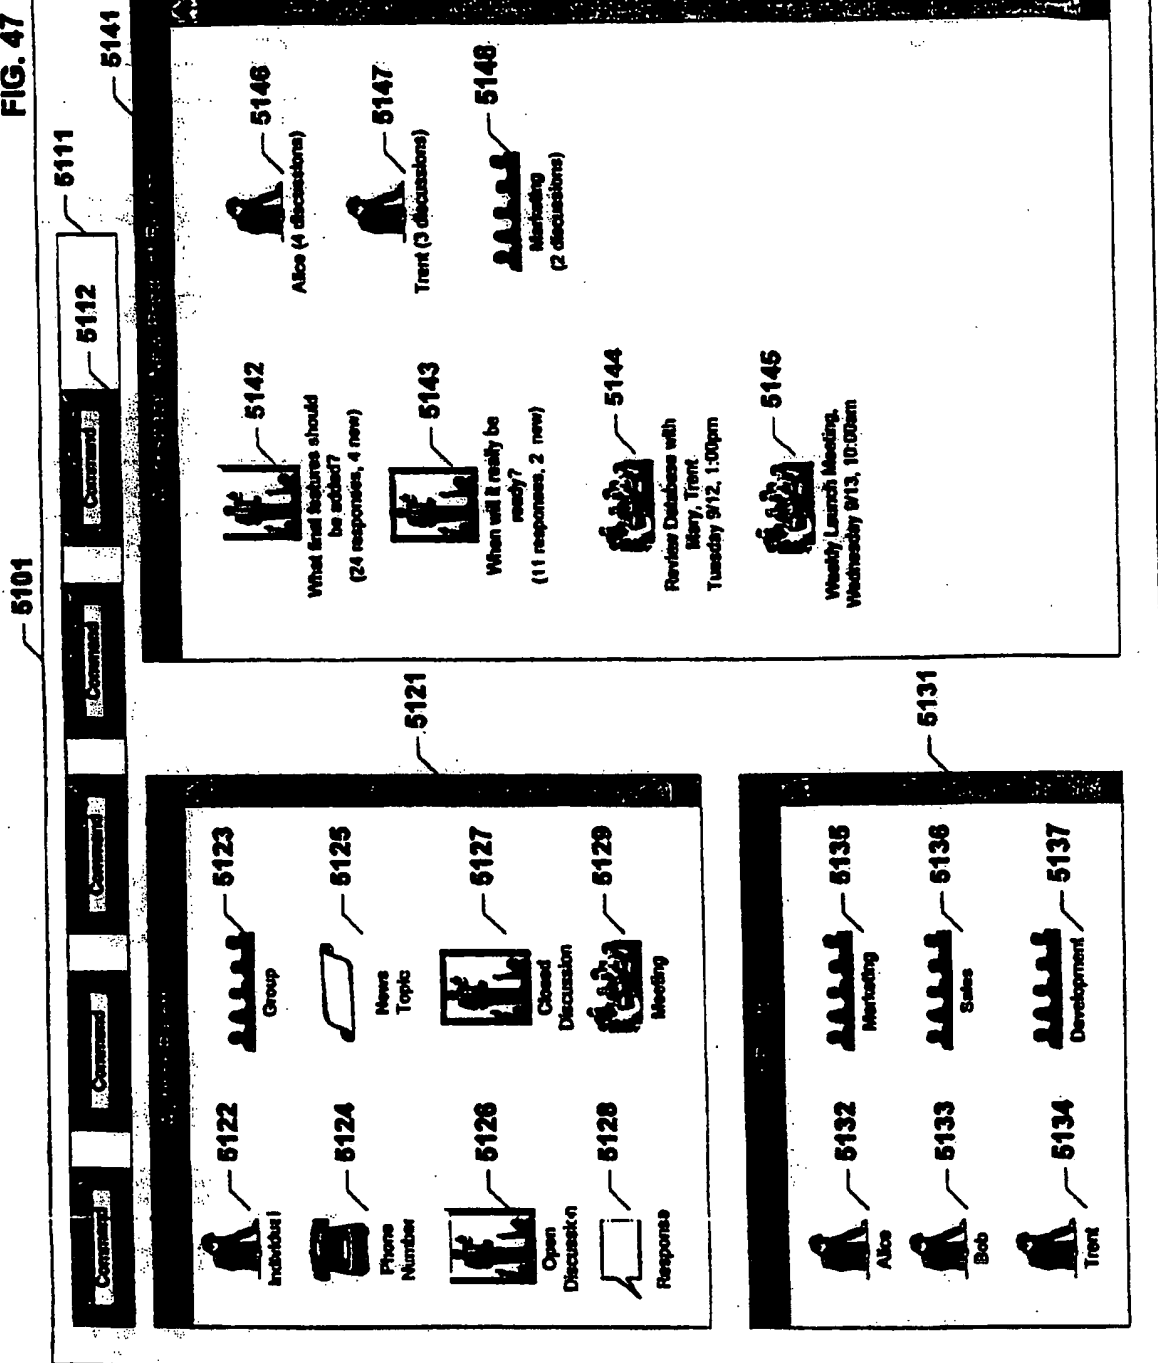 FIG. 47
5101
5111
5112
Command
Command
Command
Command
Command
5121
5122
Individual
5123
Group
5124
Phone
Number
5125
News
Topic
5126
Open
Discussion
5127
Closed
Discussion
5128
Response
5129
Meeting
5131
5132
Alice
5133
Bob
5134
Trent
5135
Marketing
5136
Sales
5137
Development
5141
5142
What final features should
be added?
(24 responses, 4 new)
5143
When will it really be
ready?
(11 responses, 2 new)
5144
Review Database with
Mary, Trent
Tuesday 9/12, 1:00pm
5145
Weekly Launch Meeting,
Wednesday 9/13, 10:00am
5146
Alice (4 discussions)
5147
Trent (3 discussions)
5148
Marketing
(2 discussions)